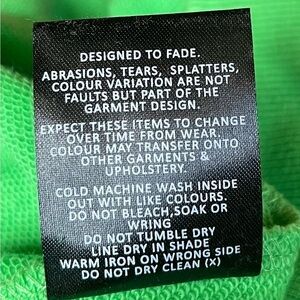 DESIGNED TO FADE.
ABRASIONS, TEARS, SPLATTERS,
COLOUR VARIATION ARE NOT
FAULTS BUT PART OF THE
GARMENT DESIGN.
EXPECT THESE ITEMS TO CHANGE
OVER TIME FROM WEAR.
COLOUR MAY TRANSFER ONTO
OTHER GARMENTS &
UPHOLSTERY.
COLD MACHINE WASH INSIDE
OUT WITH LIKE COLOURS.
DO NOT BLEACH,SOAK OR
WRING
DO NOT TUMBLE DRY
LINE DRY IN SHADE
WARM IRON ON WRONG SIDE
DO NOT DRY CLEAN (X)